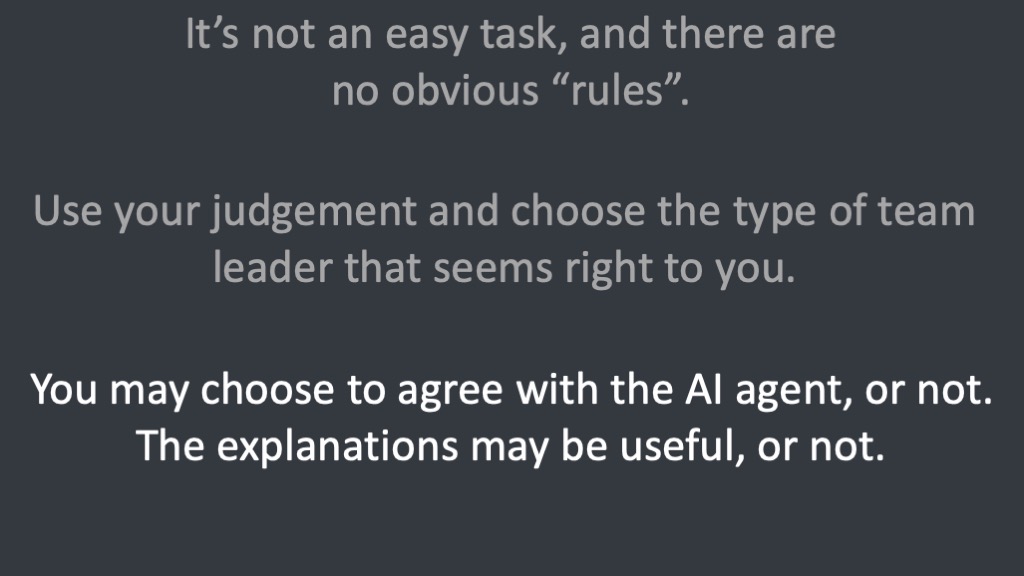 It’s not an easy task, and there are
no obvious “rules”.
Use your judgement and choose the type of team
leader that seems right to you.
You may choose to agree with the AI agent, or not.
The explanations may be useful, or not.